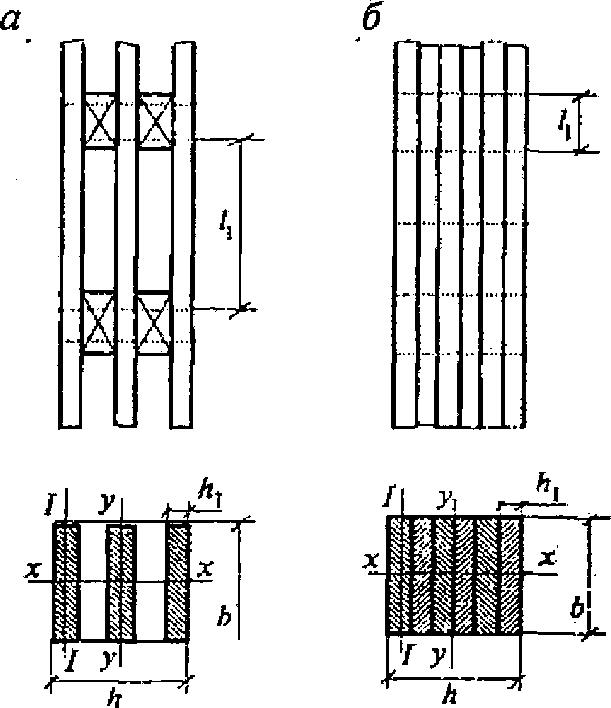 а
б
l₁
l₁
I y h₁
x x b
I y
h
I y₁ h₁
x x b
I y
h